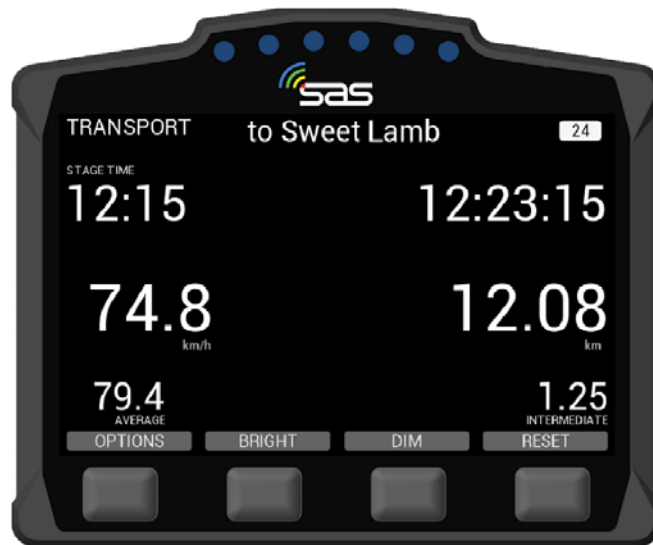 sas
TRANSPORT to Sweet Lamb 24
STAGE TIME
12:15 12:23:15
74.8 12.08
km/h km
79.4 1.25
AVERAGE INTERMEDIATE
OPTIONS BRIGHT DIM RESET